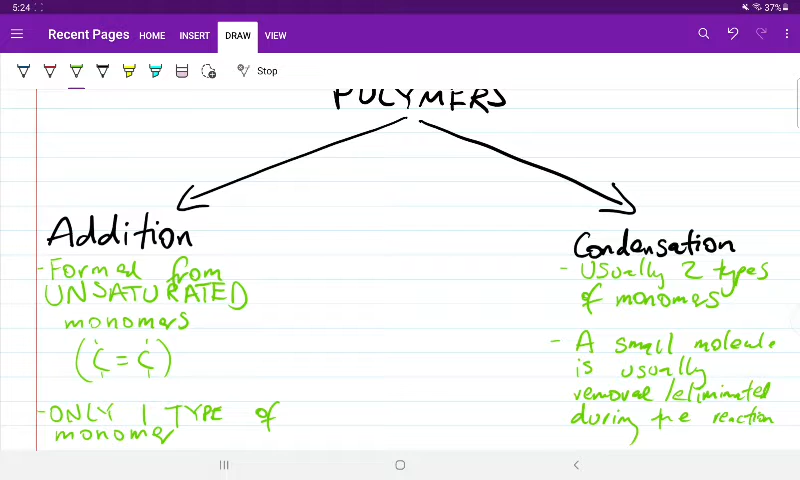 5:24
37%
Recent Pages HOME INSERT DRAW VIEW
Stop
POLYMERS
Addition
- Formed from
UNSATURATED
monomers
(C=C)
- ONLY 1 TYPE of
monomer
Condensation
- Usually 2 types
of monomers
- A small molecule
is usually
removal/eliminated
during the reaction